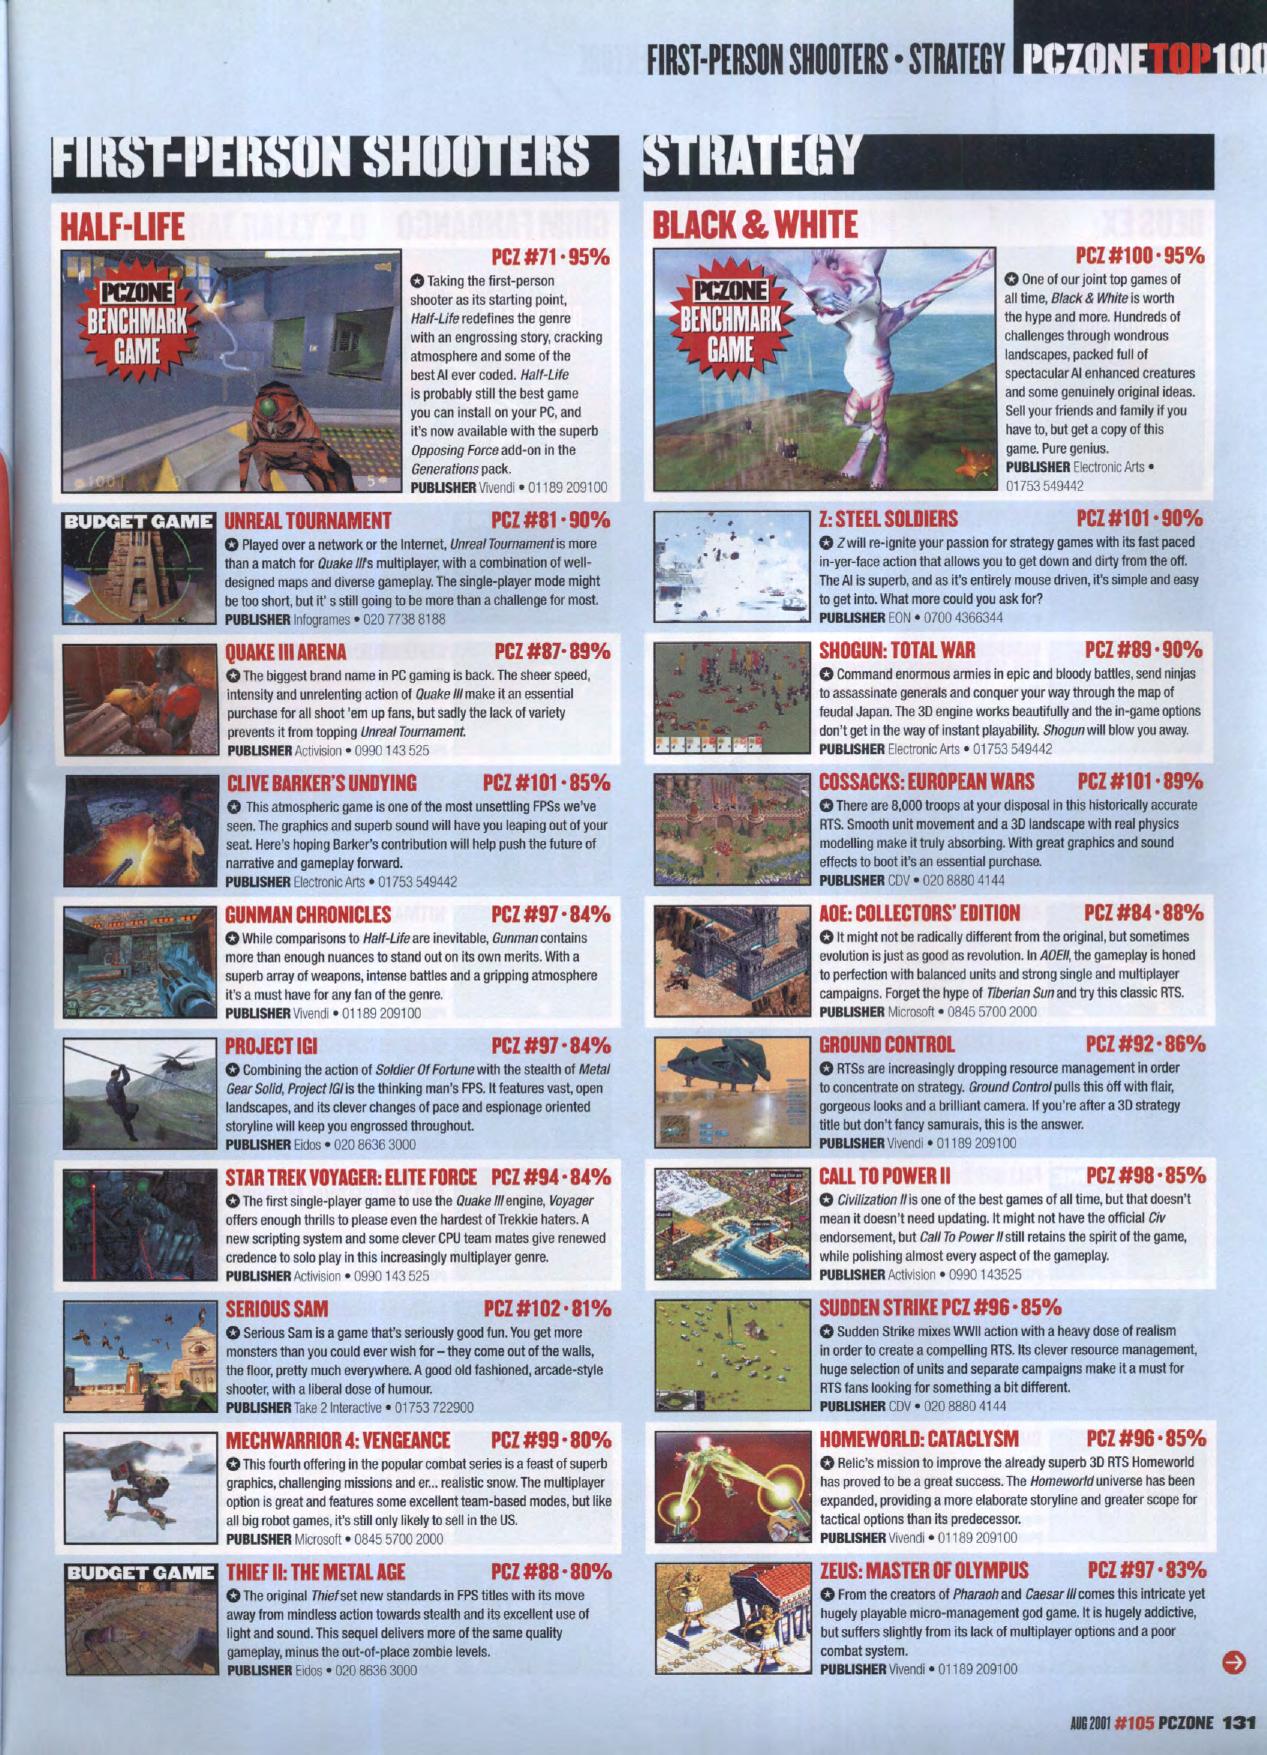 FIRST-PERSON SHOOTERS • STRATEGY PCZONETOP100
FIRST-PERSON SHOOTERS
HALF-LIFE
PCZONE
BENCHMARK
GAME
PCZ #71 • 95%
Taking the first-person
shooter as its starting point,
Half-Life redefines the genre
with an engrossing story, cracking
atmosphere and some of the
best AI ever coded. Half-Life
is probably still the best game
you can install on your PC, and
it's now available with the superb
Opposing Force add-on in the
Generations pack.
PUBLISHER Vivendi • 01189 209100
BUDGET GAME
UNREAL TOURNAMENT PCZ #81 • 90%
Played over a network or the Internet, Unreal Tournament is more
than a match for Quake III's multiplayer, with a combination of well-
designed maps and diverse gameplay. The single-player mode might
be too short, but it' s still going to be more than a challenge for most.
PUBLISHER Infogrames • 020 7738 8188
QUAKE III ARENA PCZ #87 • 89%
The biggest brand name in PC gaming is back. The sheer speed,
intensity and unrelenting action of Quake III make it an essential
purchase for all shoot 'em up fans, but sadly the lack of variety
prevents it from topping Unreal Tournament.
PUBLISHER Activision • 0990 143 525
CLIVE BARKER'S UNDYING PCZ #101 • 85%
This atmospheric game is one of the most unsettling FPSs we've
seen. The graphics and superb sound will have you leaping out of your
seat. Here's hoping Barker's contribution will help push the future of
narrative and gameplay forward.
PUBLISHER Electronic Arts • 01753 549442
GUNMAN CHRONICLES PCZ #97 • 84%
While comparisons to Half-Life are inevitable, Gunman contains
more than enough nuances to stand out on its own merits. With a
superb array of weapons, intense battles and a gripping atmosphere
it's a must have for any fan of the genre.
PUBLISHER Vivendi • 01189 209100
PROJECT IGI PCZ #97 • 84%
Combining the action of Soldier Of Fortune with the stealth of Metal
Gear Solid, Project IGI is the thinking man's FPS. It features vast, open
landscapes, and its clever changes of pace and espionage oriented
storyline will keep you engrossed throughout.
PUBLISHER Eidos • 020 8636 3000
STAR TREK VOYAGER: ELITE FORCE PCZ #94 • 84%
The first single-player game to use the Quake III engine, Voyager
offers enough thrills to please even the hardest of Trekkie haters. A
new scripting system and some clever CPU team mates give renewed
credence to solo play in this increasingly multiplayer genre.
PUBLISHER Activision • 0990 143 525
SERIOUS SAM PCZ #102 • 81%
Serious Sam is a game that's seriously good fun. You get more
monsters than you could ever wish for – they come out of the walls,
the floor, pretty much everywhere. A good old fashioned, arcade-style
shooter, with a liberal dose of humour.
PUBLISHER Take 2 Interactive • 01753 722900
MECHWARRIOR 4: VENGEANCE PCZ #99 • 80%
This fourth offering in the popular combat series is a feast of superb
graphics, challenging missions and er... realistic snow. The multiplayer
option is great and features some excellent team-based modes, but like
all big robot games, it's still only likely to sell in the US.
PUBLISHER Microsoft • 0845 5700 2000
BUDGET GAME
THIEF II: THE METAL AGE PCZ #88 • 80%
The original Thief set new standards in FPS titles with its move
away from mindless action towards stealth and its excellent use of
light and sound. This sequel delivers more of the same quality
gameplay, minus the out-of-place zombie levels.
PUBLISHER Eidos • 020 8636 3000
STRATEGY
BLACK & WHITE
PCZONE
BENCHMARK
GAME
PCZ #100 • 95%
One of our joint top games of
all time, Black & White is worth
the hype and more. Hundreds of
challenges through wondrous
landscapes, packed full of
spectacular AI enhanced creatures
and some genuinely original ideas.
Sell your friends and family if you
have to, but get a copy of this
game. Pure genius.
PUBLISHER Electronic Arts •
01753 549442
Z: STEEL SOLDIERS PCZ #101 • 90%
Z will re-ignite your passion for strategy games with its fast paced
in-yer-face action that allows you to get down and dirty from the off.
The AI is superb, and as it's entirely mouse driven, it's simple and easy
to get into. What more could you ask for?
PUBLISHER EON • 0700 4366344
SHOGUN: TOTAL WAR PCZ #89 • 90%
Command enormous armies in epic and bloody battles, send ninjas
to assassinate generals and conquer your way through the map of
feudal Japan. The 3D engine works beautifully and the in-game options
don't get in the way of instant playability. Shogun will blow you away.
PUBLISHER Electronic Arts • 01753 549442
COSSACKS: EUROPEAN WARS PCZ #101 • 89%
There are 8,000 troops at your disposal in this historically accurate
RTS. Smooth unit movement and a 3D landscape with real physics
modelling make it truly absorbing. With great graphics and sound
effects to boot it's an essential purchase.
PUBLISHER CDV • 020 8880 4144
AOE: COLLECTORS' EDITION PCZ #84 • 88%
It might not be radically different from the original, but sometimes
evolution is just as good as revolution. In AOEII, the gameplay is honed
to perfection with balanced units and strong single and multiplayer
campaigns. Forget the hype of Tiberian Sun and try this classic RTS.
PUBLISHER Microsoft • 0845 5700 2000
GROUND CONTROL PCZ #92 • 86%
RTSs are increasingly dropping resource management in order
to concentrate on strategy. Ground Control pulls this off with flair,
gorgeous looks and a brilliant camera. If you're after a 3D strategy
title but don't fancy samurais, this is the answer.
PUBLISHER Vivendi • 01189 209100
CALL TO POWER II PCZ #98 • 85%
Civilization II is one of the best games of all time, but that doesn't
mean it doesn't need updating. It might not have the official Civ
endorsement, but Call To Power II still retains the spirit of the game,
while polishing almost every aspect of the gameplay.
PUBLISHER Activision • 0990 143525
SUDDEN STRIKE PCZ #96 • 85%
Sudden Strike mixes WWII action with a heavy dose of realism
in order to create a compelling RTS. Its clever resource management,
huge selection of units and separate campaigns make it a must for
RTS fans looking for something a bit different.
PUBLISHER CDV • 020 8880 4144
HOMEWORLD: CATACLYSM PCZ #96 • 85%
Relic's mission to improve the already superb 3D RTS Homeworld
has proved to be a great success. The Homeworld universe has been
expanded, providing a more elaborate storyline and greater scope for
tactical options than its predecessor.
PUBLISHER Vivendi • 01189 209100
ZEUS: MASTER OF OLYMPUS PCZ #97 • 83%
From the creators of Pharaoh and Caesar III comes this intricate yet
hugely playable micro-management god game. It is hugely addictive,
but suffers slightly from its lack of multiplayer options and a poor
combat system.
PUBLISHER Vivendi • 01189 209100
AUG 2001 #105 PCZONE 131